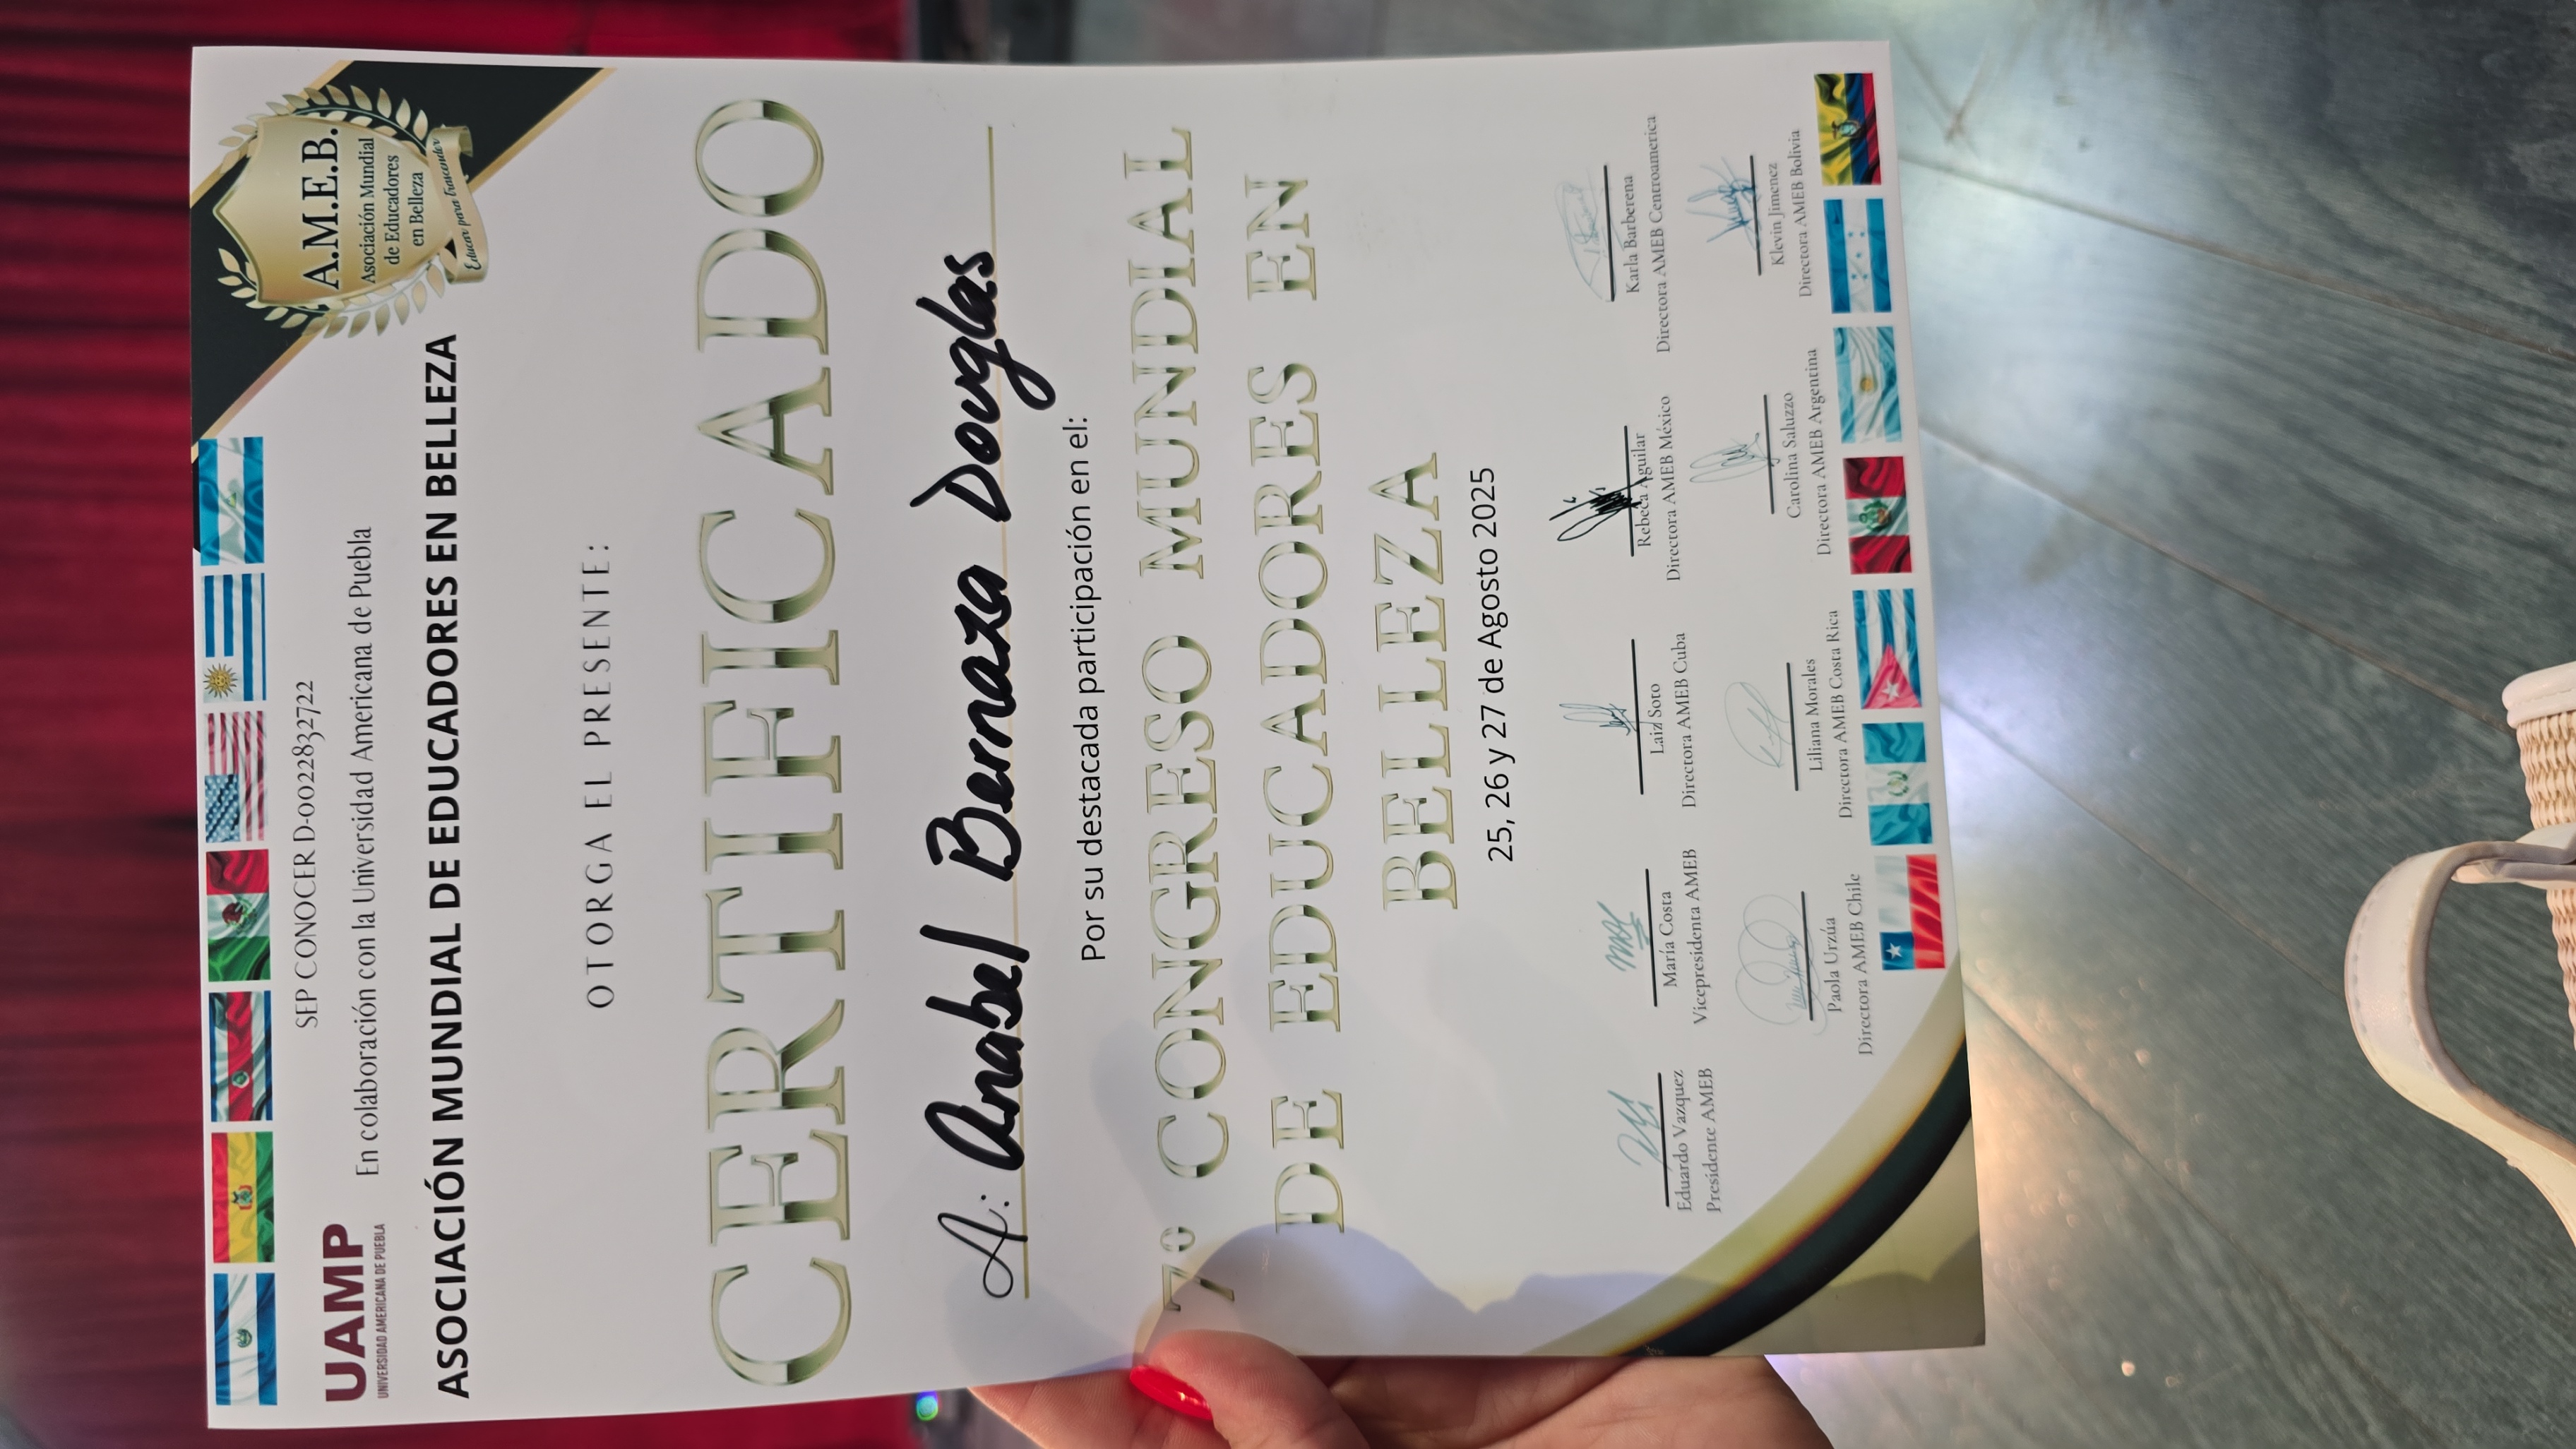 SEP CONOCER D-0022832722
UAMP
UNIVERSIDAD AMERICANA DE PUEBLA
En colaboración con la Universidad Americana de Puebla
A.M.E.B.
Asociación Mundial
de Educadores
en Belleza
Educar para trascender
ASOCIACIÓN MUNDIAL DE EDUCADORES EN BELLEZA
OTORGA EL PRESENTE:
CERTIFICADO
A: Anabel Bernaza Douglas
Por su destacada participación en el:
7º CONGRESO MUNDIAL
DE EDUCADORES EN
BELLEZA
25, 26 y 27 de Agosto 2025
Eduardo Vazquez
Presidente AMEB
María Costa
Vicepresidenta AMEB
Laiz Soto
Directora AMEB Cuba
Rebeca Aguilar
Directora AMEB México
Karla Barberena
Directora AMEB Centroamerica
Paola Urzúa
Directora AMEB Chile
Liliana Morales
Directora AMEB Costa Rica
Carolina Saluzzo
Directora AMEB Argentina
Klevin Jimenez
Directora AMEB Bolivia